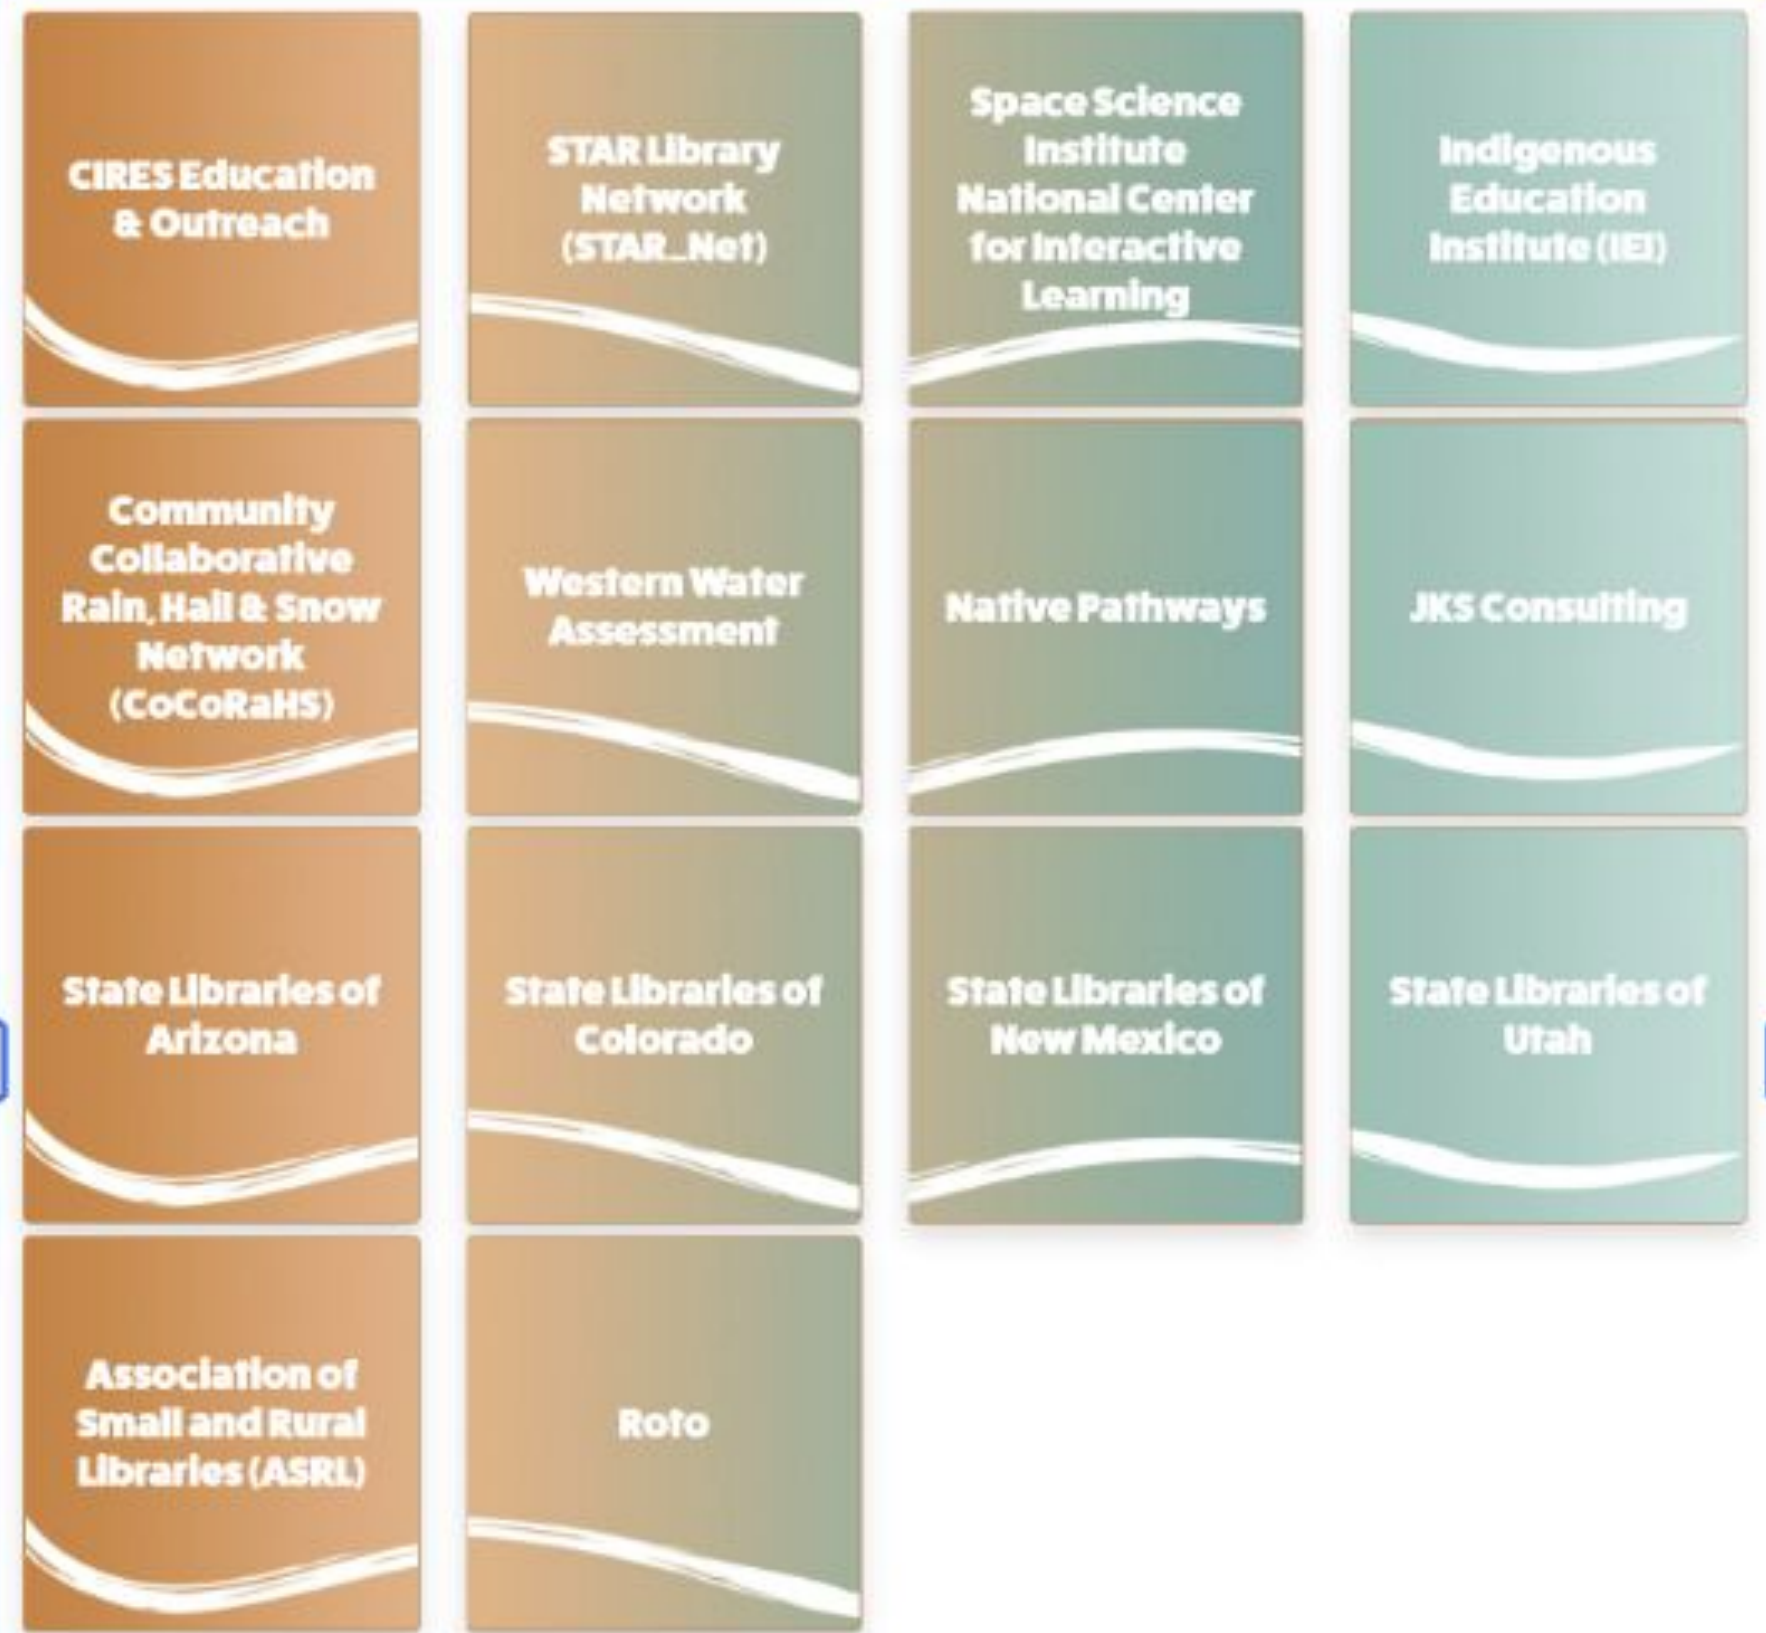 CIRES Education
& Outreach
STAR Library
Network
(STAR_Net)
Space Science
Institute
National Center
for Interactive
Learning
Indigenous
Education
Institute (IEI)
Community
Collaborative
Rain, Hail & Snow
Network
(CoCoRaHS)
Western Water
Assessment
Native Pathways
JKS Consulting
State Libraries of
Arizona
State Libraries of
Colorado
State Libraries of
New Mexico
State Libraries of
Utah
Association of
Small and Rural
Libraries (ASRL)
Roto